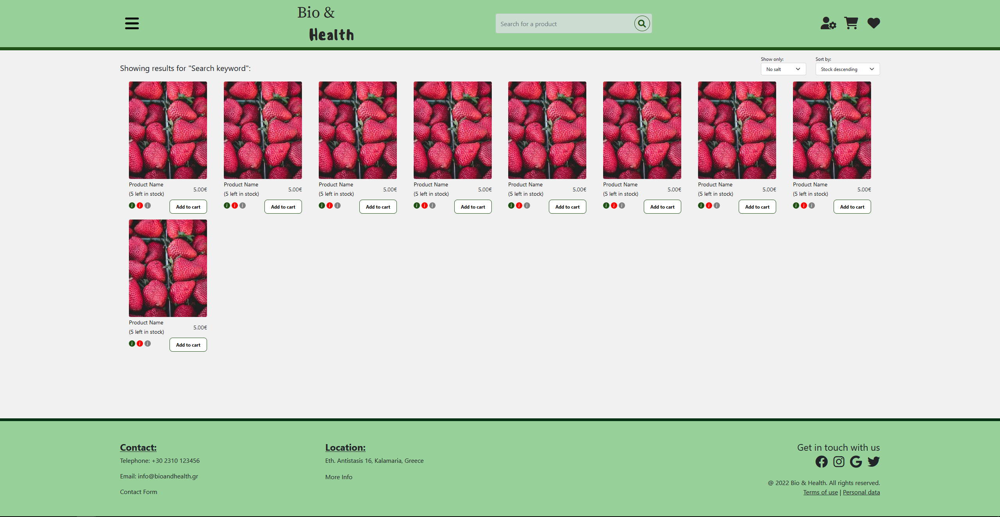 Bio &
Health
Search for a product
Show only:
Sort by:
Showing results for "Search keyword":
No salt
Stock descending
Product Name
(5 left in stock)
5.00€
i i i
Add to cart
Product Name
(5 left in stock)
5.00€
i i i
Add to cart
Product Name
(5 left in stock)
5.00€
i i i
Add to cart
Product Name
(5 left in stock)
5.00€
i i i
Add to cart
Product Name
(5 left in stock)
5.00€
i i i
Add to cart
Product Name
(5 left in stock)
5.00€
i i i
Add to cart
Product Name
(5 left in stock)
5.00€
i i i
Add to cart
Product Name
(5 left in stock)
5.00€
i i i
Add to cart
Product Name
(5 left in stock)
5.00€
i i i
Add to cart
Contact:
Telephone: +30 2310 123456
Email: info@bioandhealth.gr
Contact Form
Location:
Eth. Antistasis 16, Kalamaria, Greece
More Info
Get in touch with us
@ 2022 Bio & Health. All rights reserved.
Terms of use | Personal data